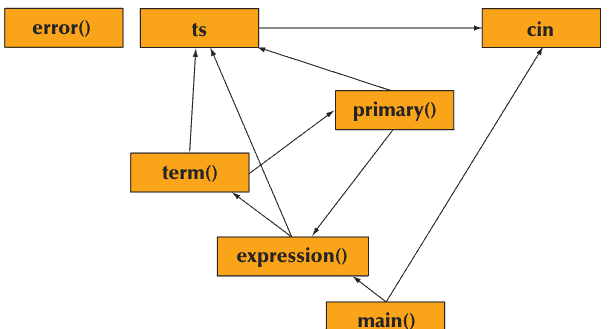 error()
ts
cin
primary()
term()
expression()
main()